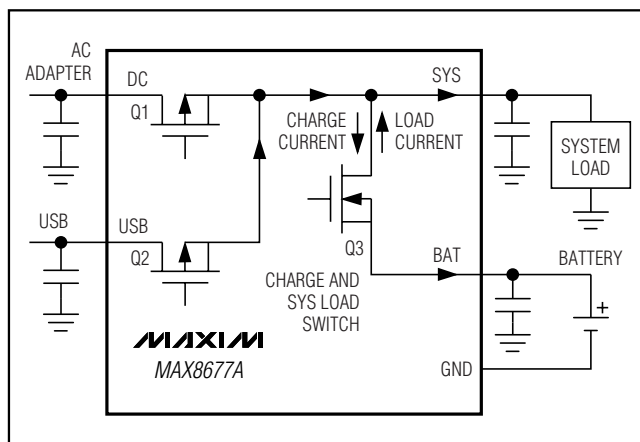 AC
ADAPTER
DC
Q1
SYS
CHARGE
CURRENT
LOAD
CURRENT
SYSTEM
LOAD
USB
USB
Q2
Q3
BAT
BATTERY
CHARGE AND
SYS LOAD
SWITCH
+
MAXIM
MAX8677A
GND